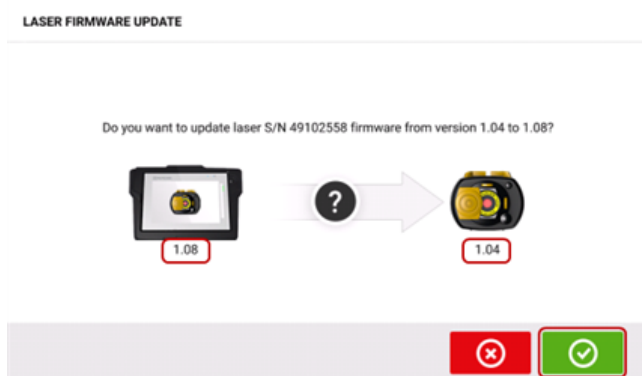 LASER FIRMWARE UPDATE
Do you want to update laser S/N 49102558 firmware from version 1.04 to 1.08?
?
1.08
1.04